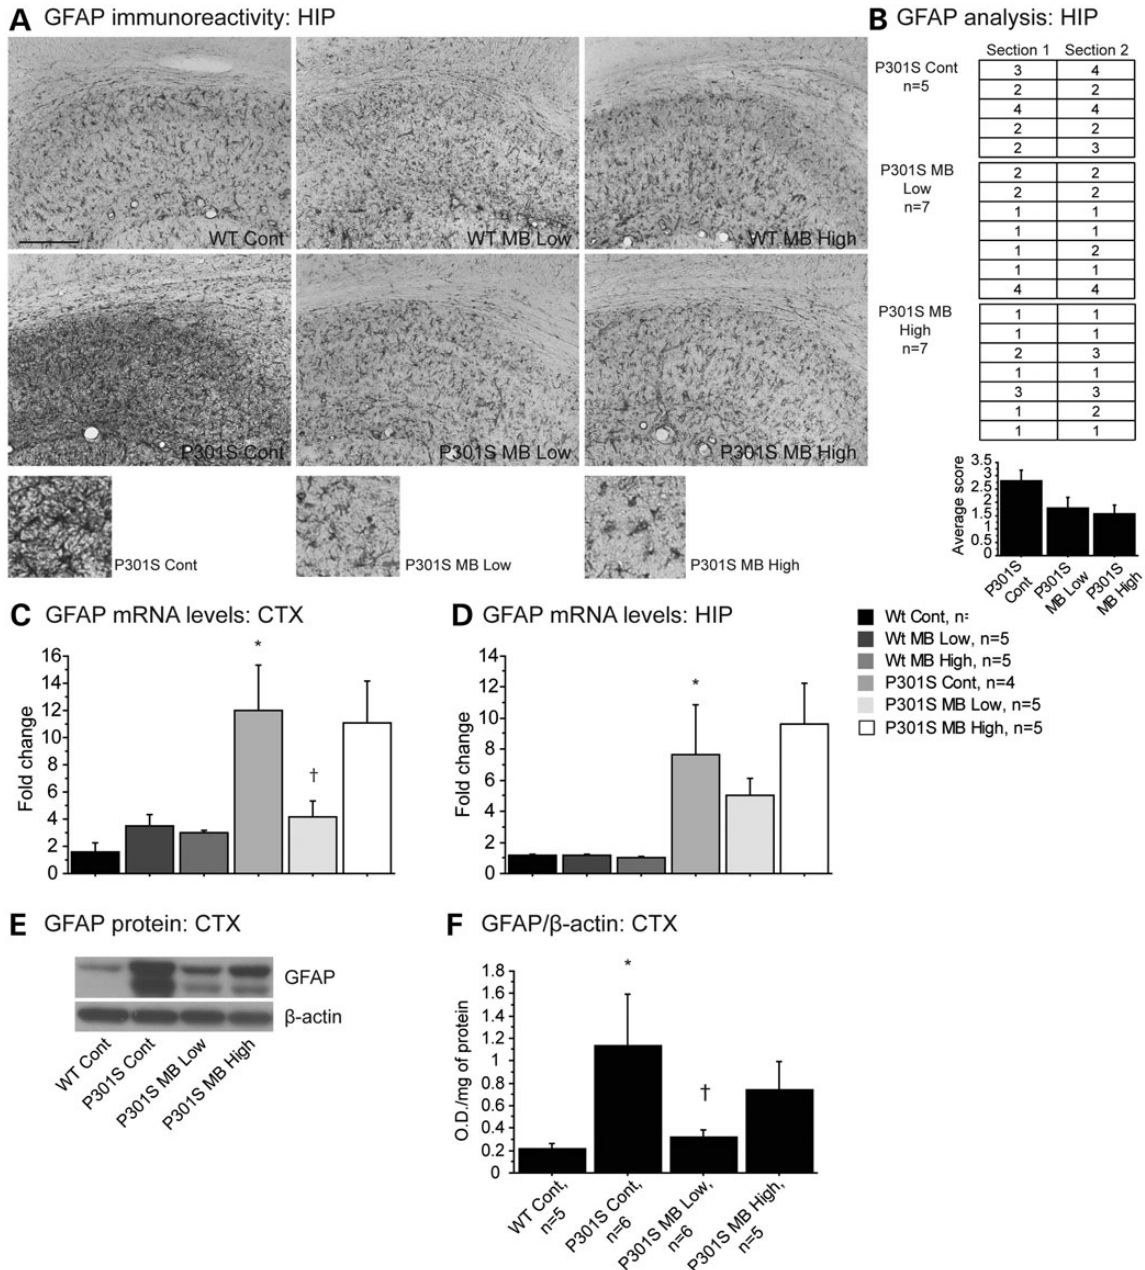 A GFAP immunoreactivity: HIP
WT Cont
WT MB Low
WT MB High
P301S Cont
P301S MB Low
P301S MB High
P301S Cont
P301S MB Low
P301S MB High
B GFAP analysis: HIP
Section 1 Section 2
P301S Cont
n=5
3 4
2 2
4 4
2 2
2 3
P301S MB
Low
n=7
2 2
2 2
1 1
1 1
1 2
1 1
4 4
P301S MB
High
n=7
1 1
1 1
2 3
1 1
3 3
1 2
1 1
Average score
3.5
3
2.5
2
1.5
1
0.5
0
P301S
Cont
P301S
MB Low
P301S
MB High
C GFAP mRNA levels: CTX
Fold change
16
14
12
10
8
6
4
2
0
*
†
D GFAP mRNA levels: HIP
Fold change
14
12
10
8
6
4
2
0
*
Wt Cont, n=
Wt MB Low, n=5
Wt MB High, n=5
P301S Cont, n=4
P301S MB Low, n=5
P301S MB High, n=5
E GFAP protein: CTX
GFAP
β-actin
WT Cont
P301S Cont
P301S MB Low
P301S MB High
F GFAP/β-actin: CTX
O.D./mg of protein
1.8
1.6
1.4
1.2
1
0.8
0.6
0.4
0.2
0
*
†
WT Cont,
n=5
P301S Cont,
n=6
P301S MB Low,
n=6
P301S MB High,
n=5